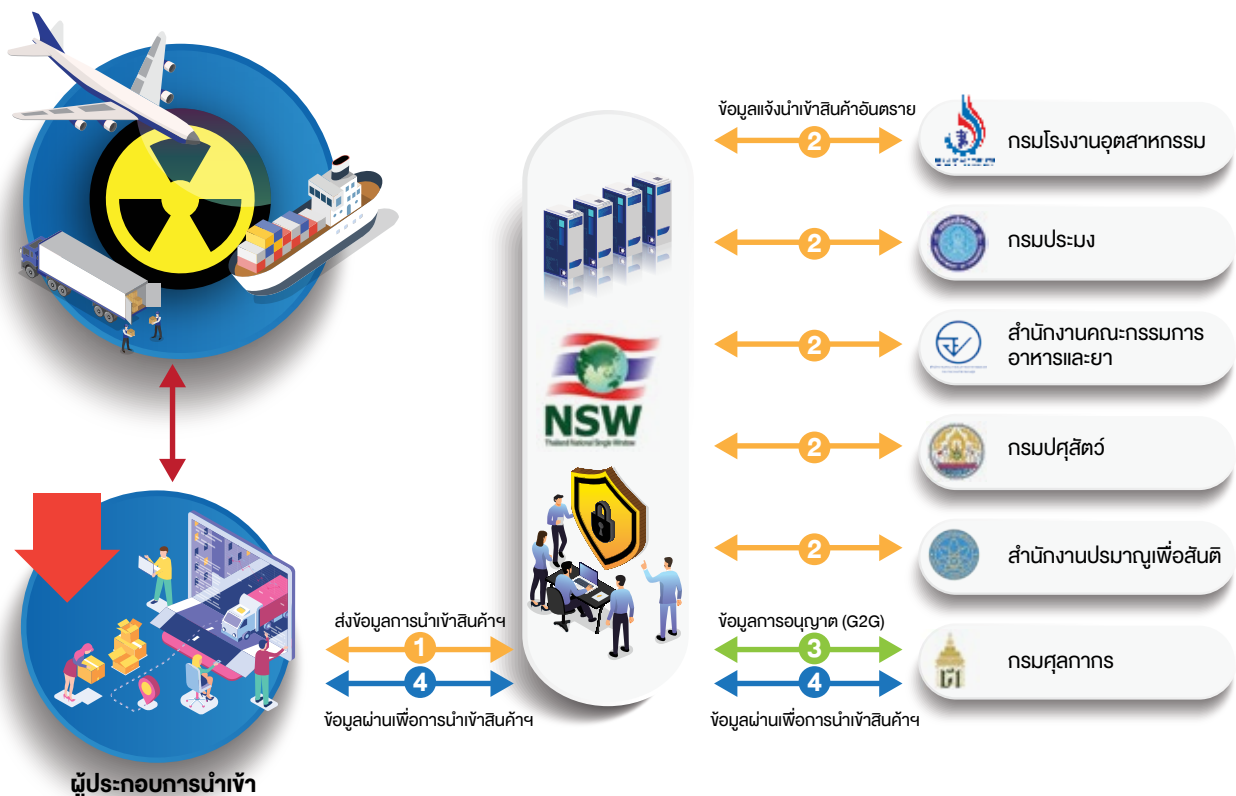 ข้อมูลแจ้งนำเข้าสินค้าอันตราย
2
กรมโรงงานอุตสาหกรรม
2
กรมประมง
2
สำนักงานคณะกรรมการ
อาหารและยา
NSW
Thailand National Single Window
2
กรมปศุสัตว์
2
สำนักงานปรมาณูเพื่อสันติ
ส่งข้อมูลการนำเข้าสินค้าฯ
1
4
ข้อมูลผ่านเพื่อการนำเข้าสินค้าฯ
ข้อมูลการอนุญาต (G2G)
3
4
ข้อมูลผ่านเพื่อการนำเข้าสินค้าฯ
กรมศุลกากร
ผู้ประกอบการนำเข้า